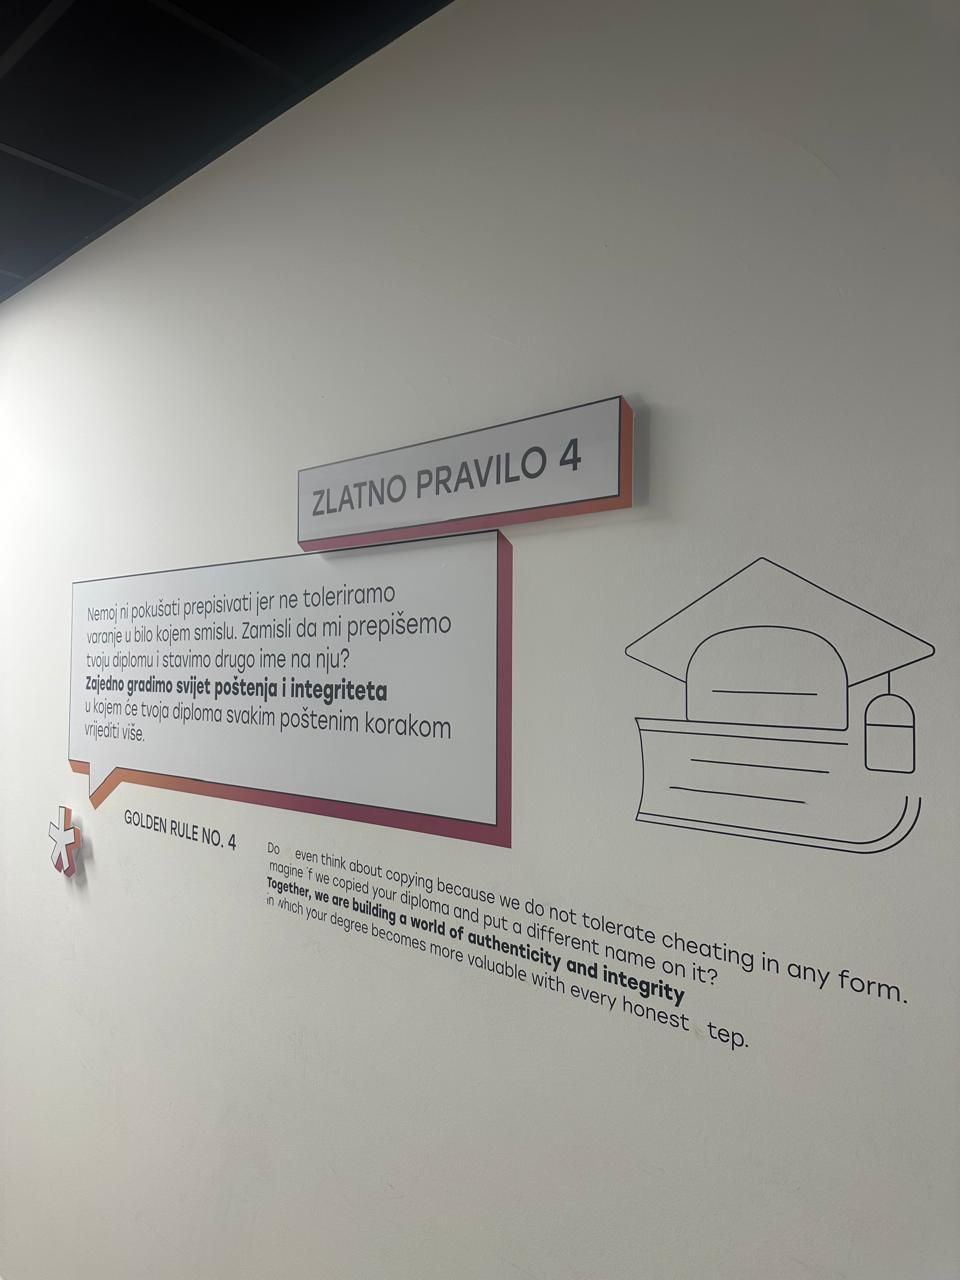 ZLATNO PRAVILO 4
Nemoj ni pokušati prepisivati jer ne toleriramo
varanje u bilo kojem smislu. Zamisli da mi prepišemo
tvoju diplomu i stavimo drugo ime na nju?
Zajedno gradimo svijet poštenja i integriteta
u kojem će tvoja diploma svakim poštenim korakom
vrijediti više.
GOLDEN RULE NO. 4
Do even think about copying because we do not tolerate cheating in any form.
magine f we copied your diploma and put a different name on it?
Together, we are building a world of authenticity and integrity
in which your degree becomes more valuable with every honest tep.